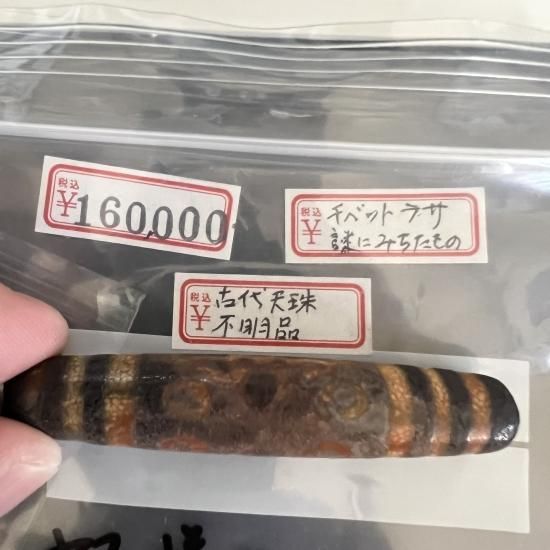 税込
¥160,000
税込
¥
チベット ラサ
謎にみちたもの
税込
¥
古代天珠
不明品